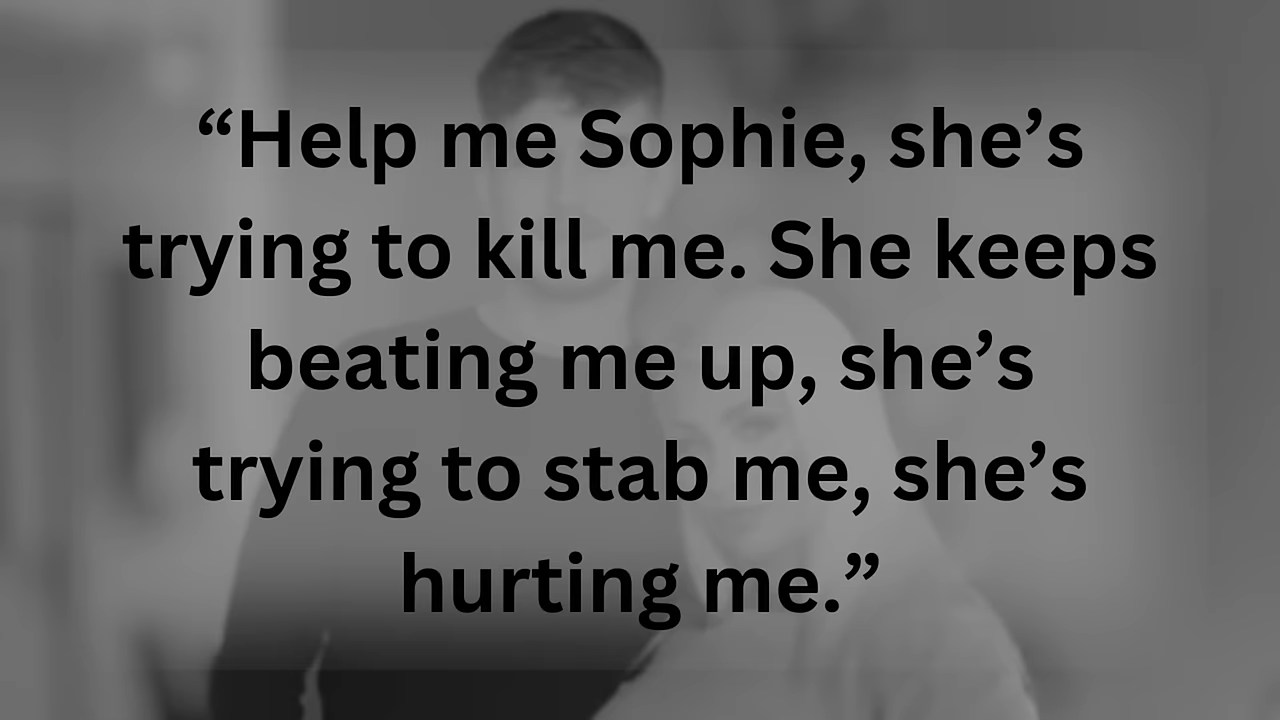 “Help me Sophie, she’s
trying to kill me. She keeps
beating me up, she’s
trying to stab me, she’s
hurting me.”